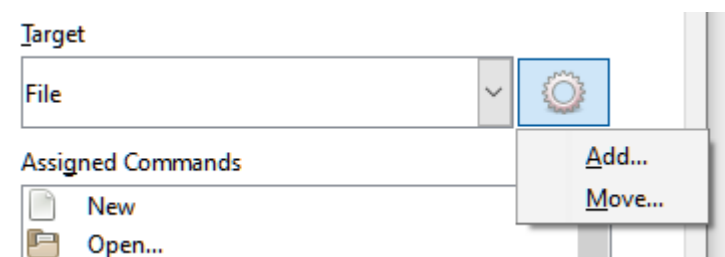 Target
File
Add...
Assigned Commands
Move...
New
Open...